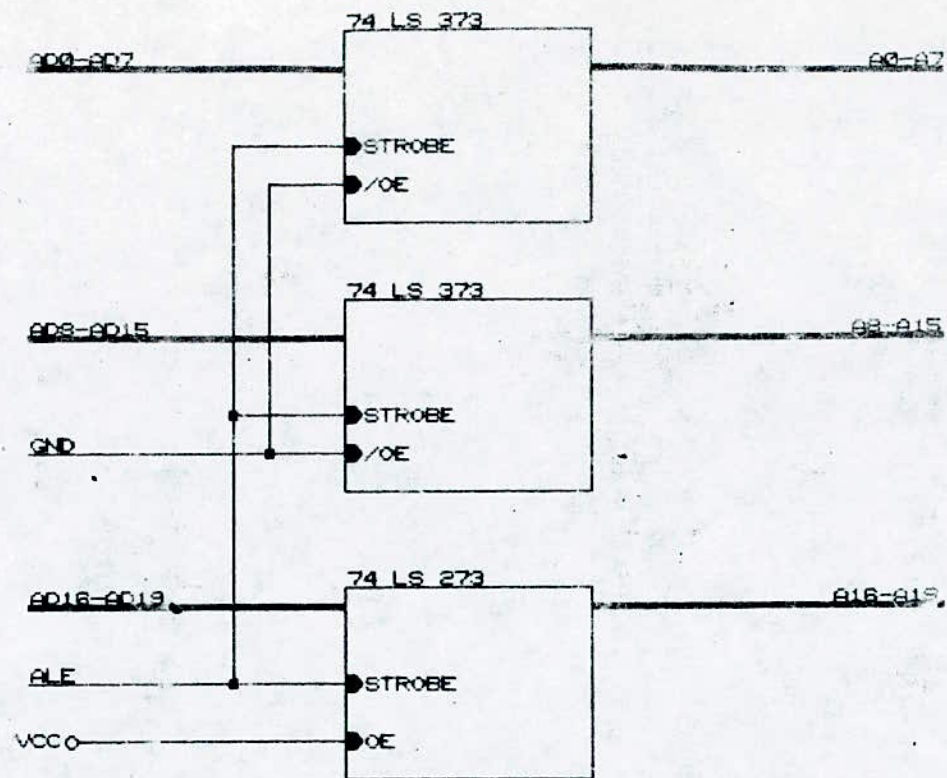 74 LS 373
AD0-AD7
A0-A7
STROBE
/OE
74 LS 373
AD8-AD15
A8-A15
STROBE
GND
/OE
74 LS 273
AD16-AD19
A16-A19
ALE
STROBE
VCC
OE